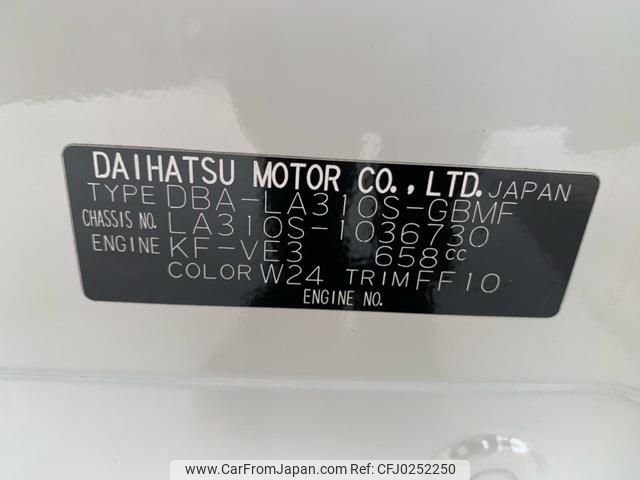 DAIHATSU MOTOR CO., LTD. JAPAN
TYPE DBA-LA310S-GBMF
CHASSIS NO. LA310S-1036730
ENGINE KF-VE3 658cc
COLOR W24 TRIM FF10
ENGINE NO.
www.CarFromJapan.com | Ref No.CFJ0252250